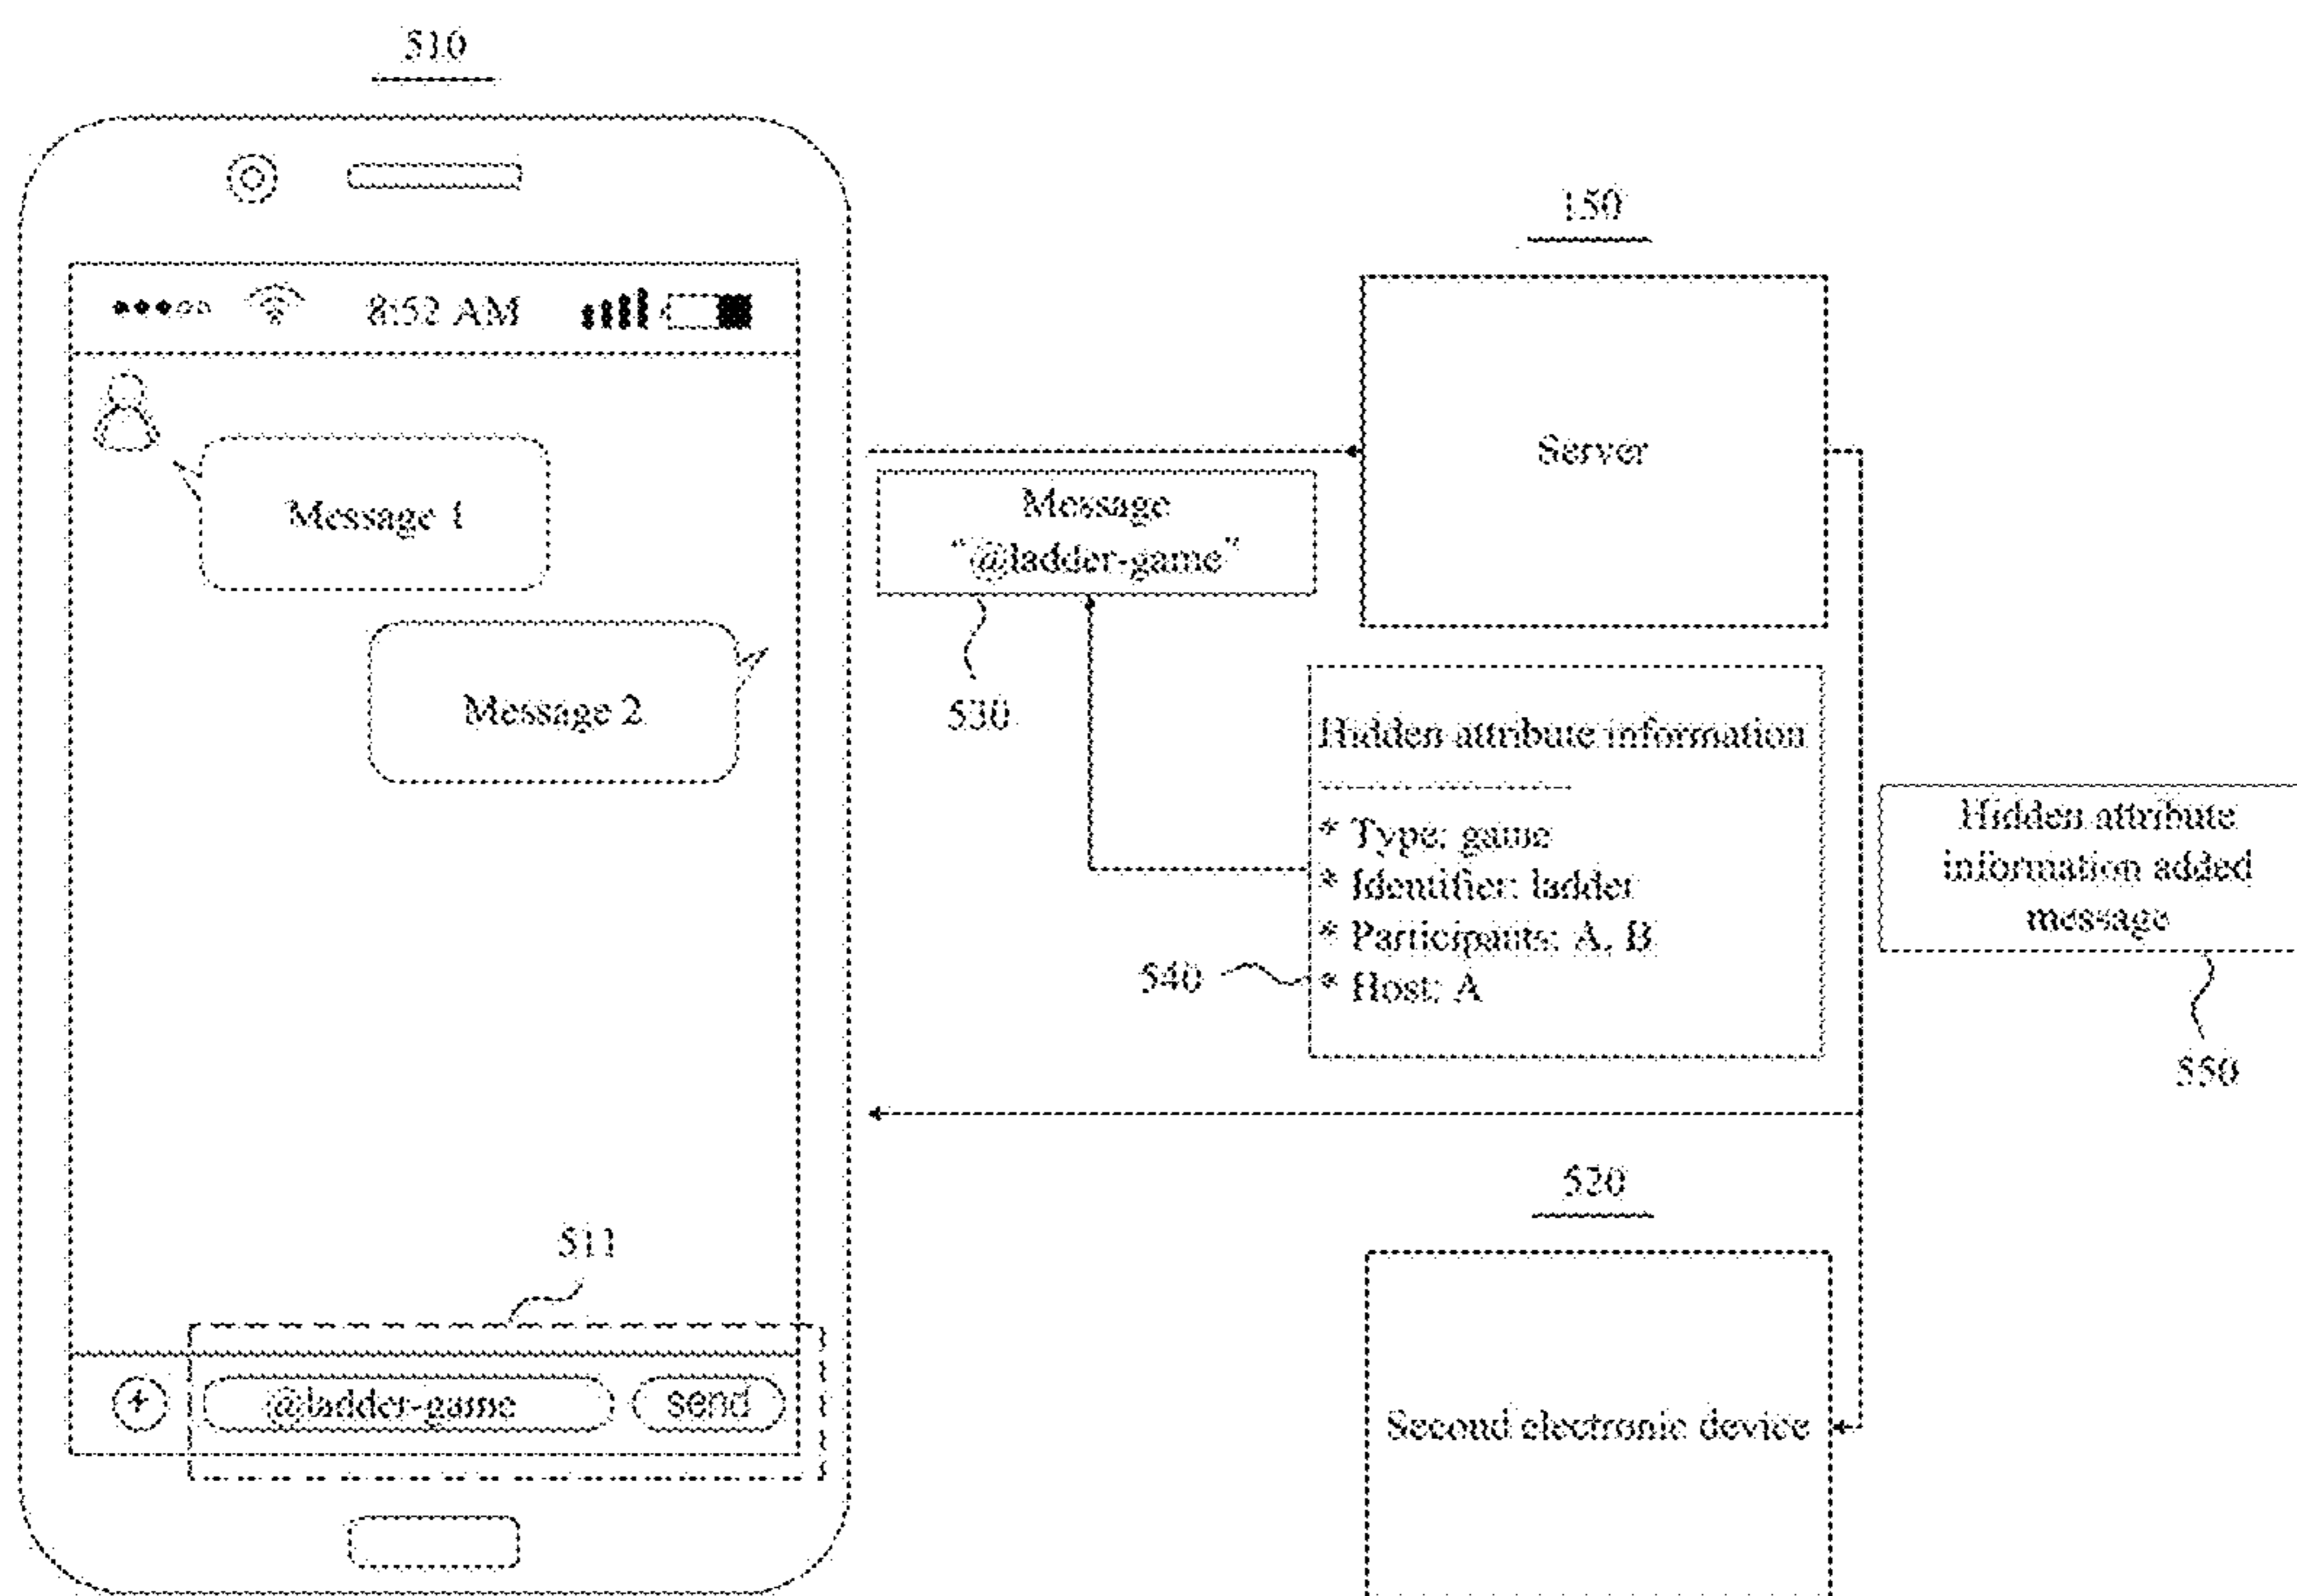 510
8:52 AM
Message 1
Message 2
511
@ladder-game
send
150
Server
Message
“@ladder-game”
530
Hidden attribute information
* Type: game
* Identifier: ladder
* Participants: A, B
* Host: A
540
Hidden attribute
information added
message
550
520
Second electronic device